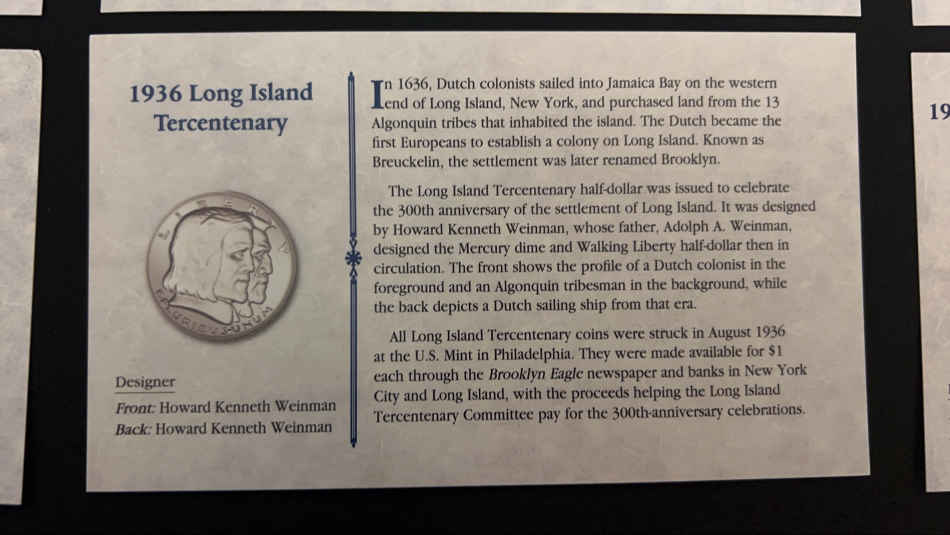 1936 Long Island
Tercentenary
LIBERTY
PLURIBUS UNUM
Designer
Front: Howard Kenneth Weinman
Back: Howard Kenneth Weinman
In 1636, Dutch colonists sailed into Jamaica Bay on the western
end of Long Island, New York, and purchased land from the 13
Algonquin tribes that inhabited the island. The Dutch became the
first Europeans to establish a colony on Long Island. Known as
Breuckelin, the settlement was later renamed Brooklyn.
The Long Island Tercentenary half-dollar was issued to celebrate
the 300th anniversary of the settlement of Long Island. It was designed
by Howard Kenneth Weinman, whose father, Adolph A. Weinman,
designed the Mercury dime and Walking Liberty half-dollar then in
circulation. The front shows the profile of a Dutch colonist in the
foreground and an Algonquin tribesman in the background, while
the back depicts a Dutch sailing ship from that era.
All Long Island Tercentenary coins were struck in August 1936
at the U.S. Mint in Philadelphia. They were made available for $1
each through the Brooklyn Eagle newspaper and banks in New York
City and Long Island, with the proceeds helping the Long Island
Tercentenary Committee pay for the 300th-anniversary celebrations.
19